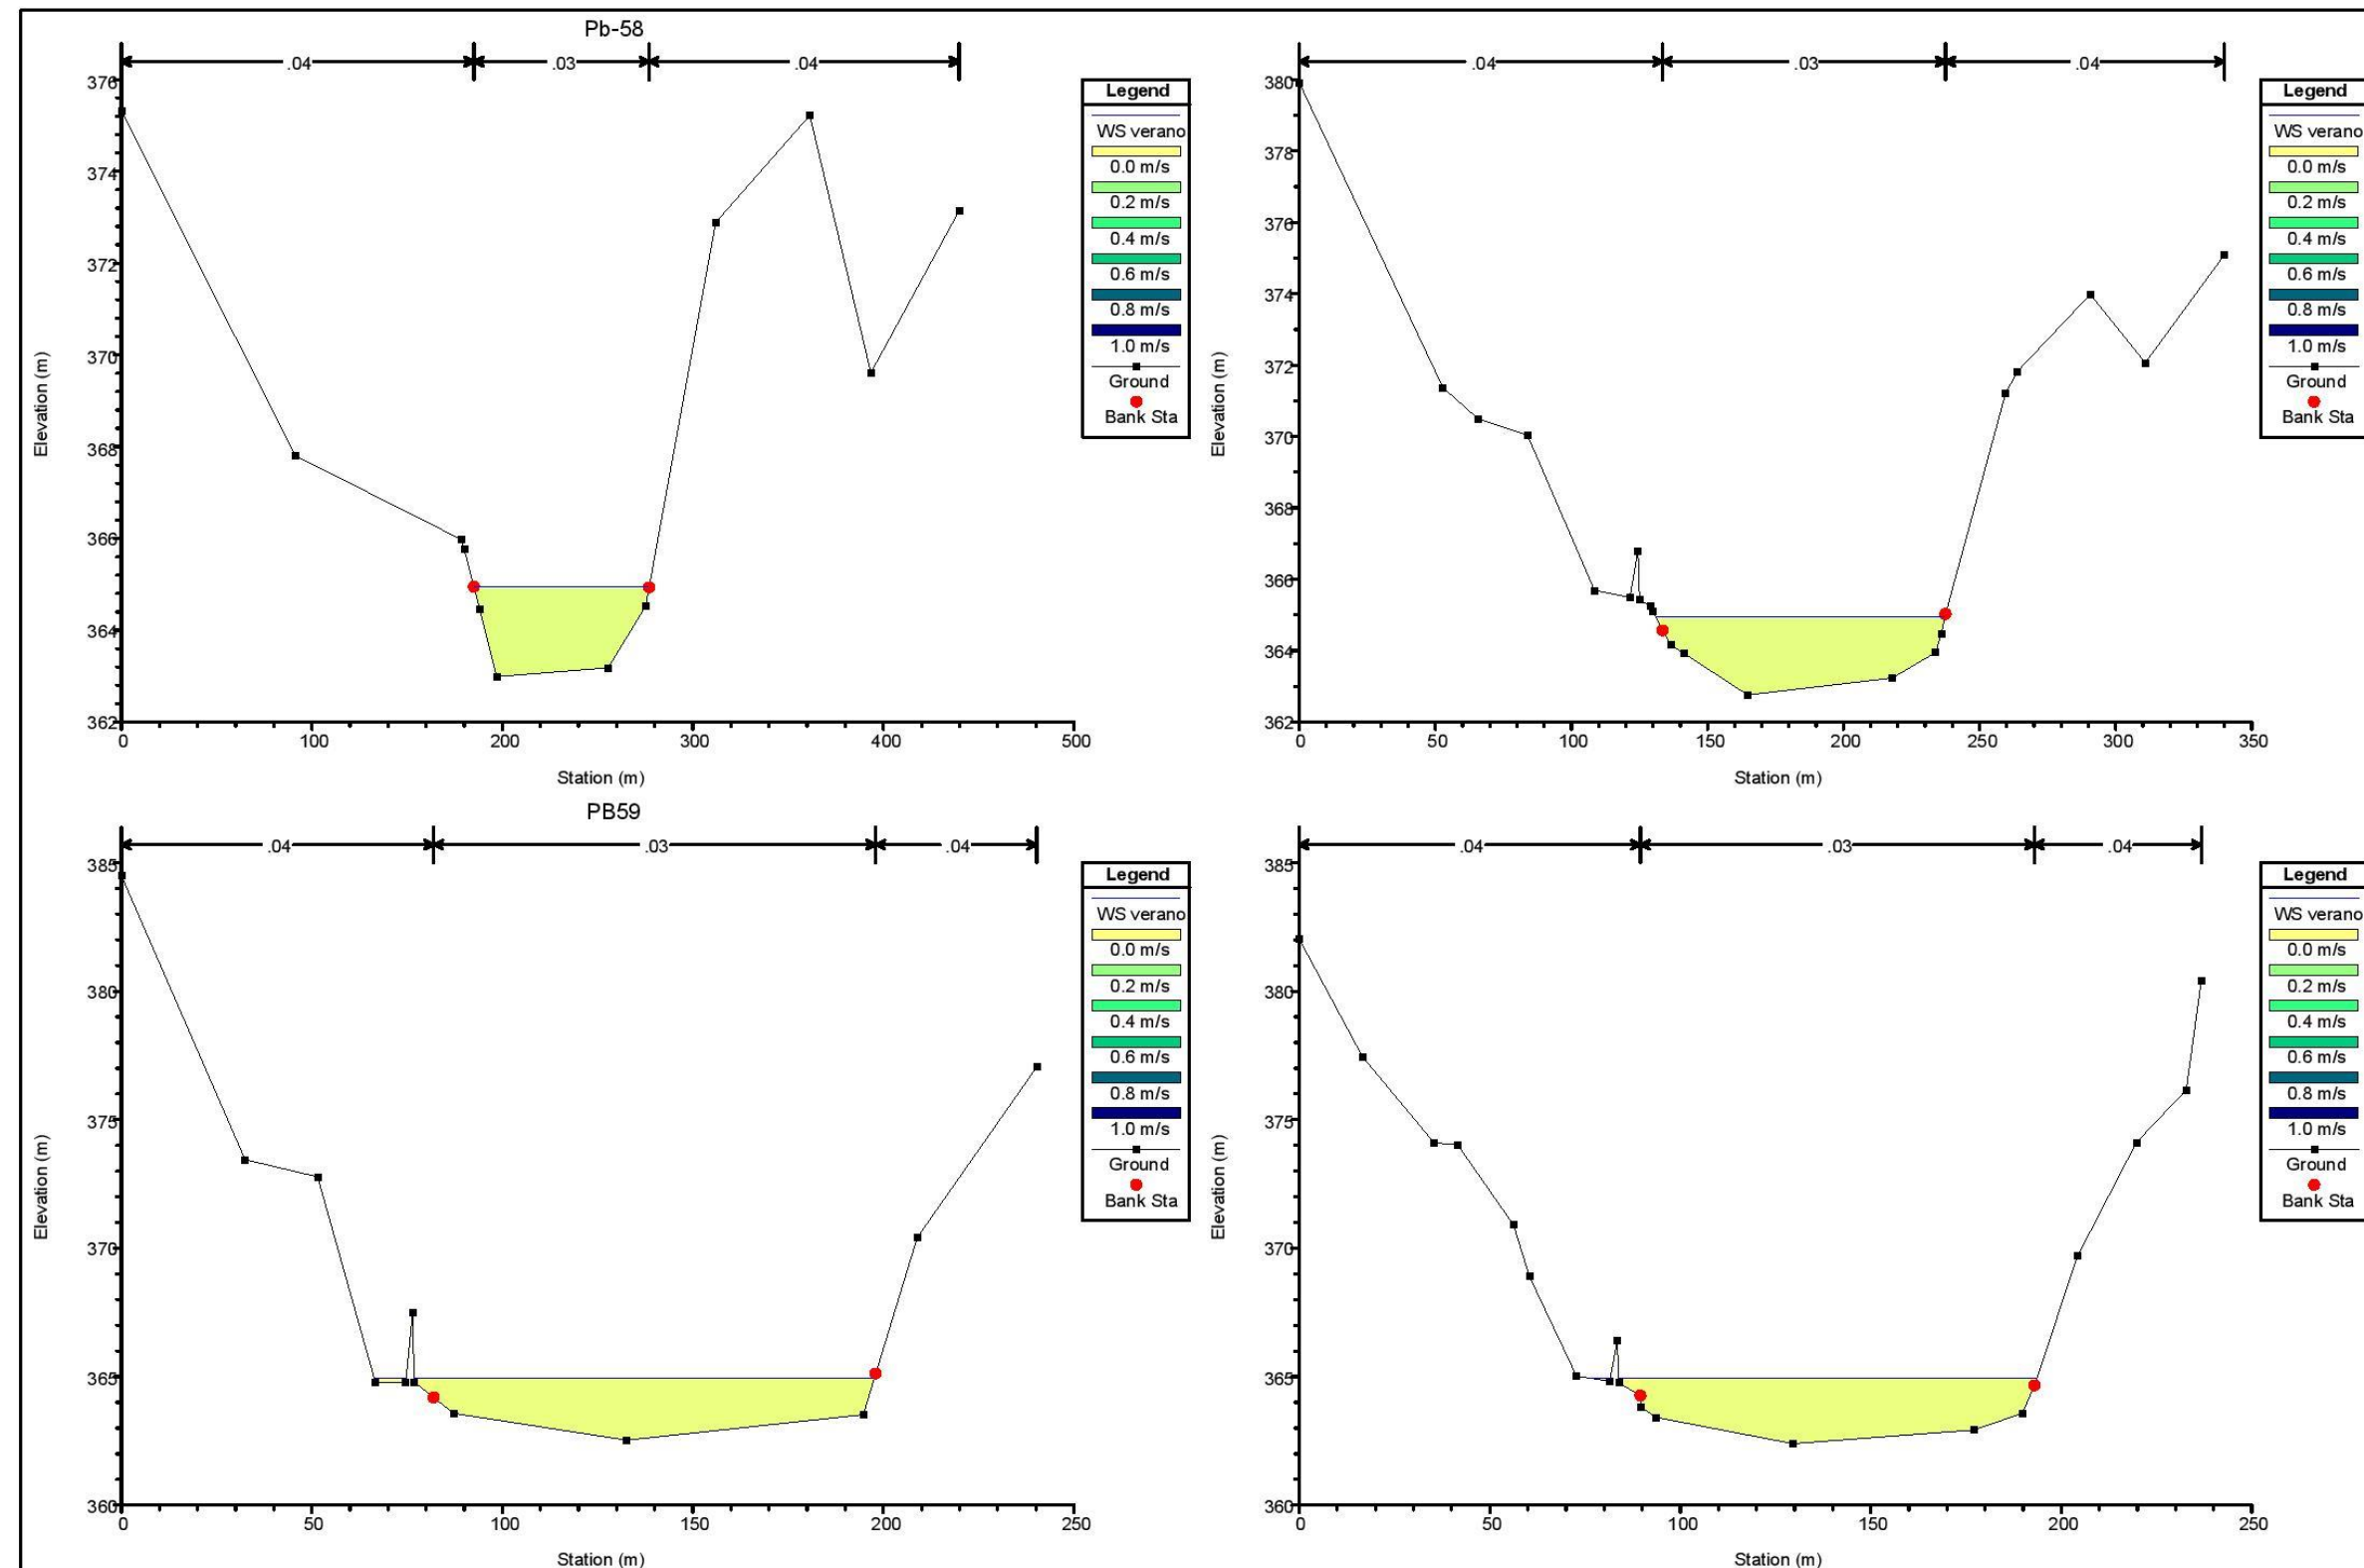 Pb-58
.04 .03 .04
376
374
372
370
368
366
364
362
0 100 200 300 400 500
Elevation (m)
Station (m)
Legend
WS verano
0.0 m/s
0.2 m/s
0.4 m/s
0.6 m/s
0.8 m/s
1.0 m/s
Ground
Bank Sta
.04 .03 .04
380
378
376
374
372
370
368
366
364
362
0 50 100 150 200 250 300 350
Elevation (m)
Station (m)
Legend
WS verano
0.0 m/s
0.2 m/s
0.4 m/s
0.6 m/s
0.8 m/s
1.0 m/s
Ground
Bank Sta
PB59
.04 .03 .04
385
380
375
370
365
360
0 50 100 150 200 250
Elevation (m)
Station (m)
Legend
WS verano
0.0 m/s
0.2 m/s
0.4 m/s
0.6 m/s
0.8 m/s
1.0 m/s
Ground
Bank Sta
.04 .03 .04
385
380
375
370
365
360
0 50 100 150 200 250
Elevation (m)
Station (m)
Legend
WS verano
0.0 m/s
0.2 m/s
0.4 m/s
0.6 m/s
0.8 m/s
1.0 m/s
Ground
Bank Sta